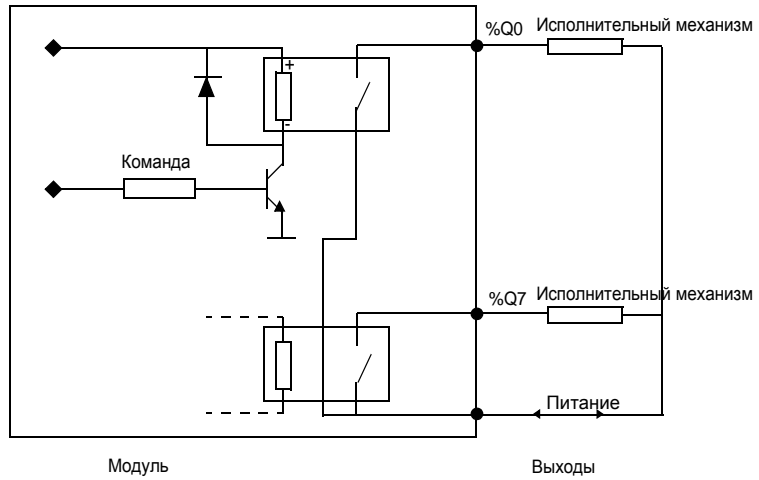 %Q0 Исполнительный механизм
+
-
Команда
%Q7 Исполнительный механизм
Питание
Модуль
Выходы